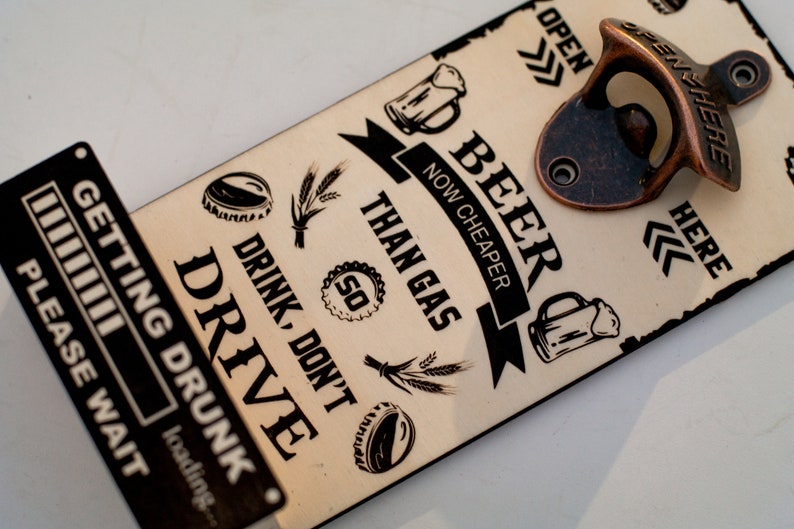 OPEN
HERE
OPEN HERE
BEER
NOW CHEAPER
THAN GAS
SO
DRINK, DON'T
DRIVE
GETTING DRUNK
loading...
PLEASE WAIT